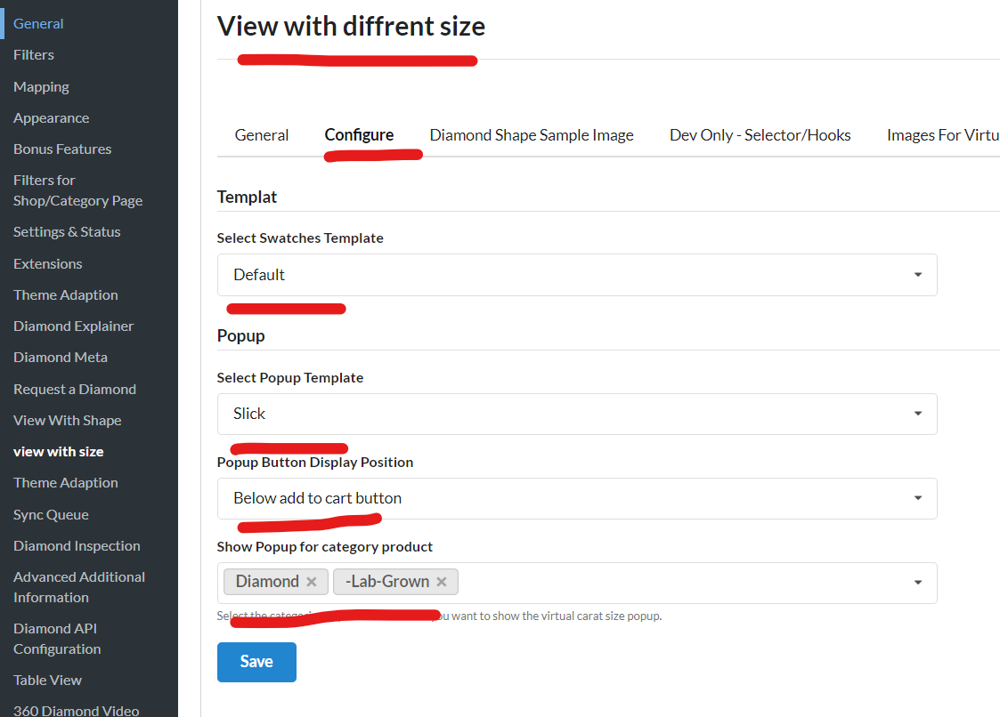 General
Filters
Mapping
Appearance
Bonus Features
Filters for
Shop/Category Page
Settings & Status
Extensions
Theme Adaption
Diamond Explainer
Diamond Meta
Request a Diamond
View With Shape
view with size
Theme Adaption
Sync Queue
Diamond Inspection
Advanced Additional
Information
Diamond API
Configuration
Table View
360 Diamond Video
View with diffrent size
General Configure Diamond Shape Sample Image Dev Only - Selector/Hooks Images For Virtu
Templat
Select Swatches Template
Default
Popup
Select Popup Template
Slick
Popup Button Display Position
Below add to cart button
Show Popup for category product
Diamond × -Lab-Grown ×
Select the you want to show the virtual carat size popup.
Save